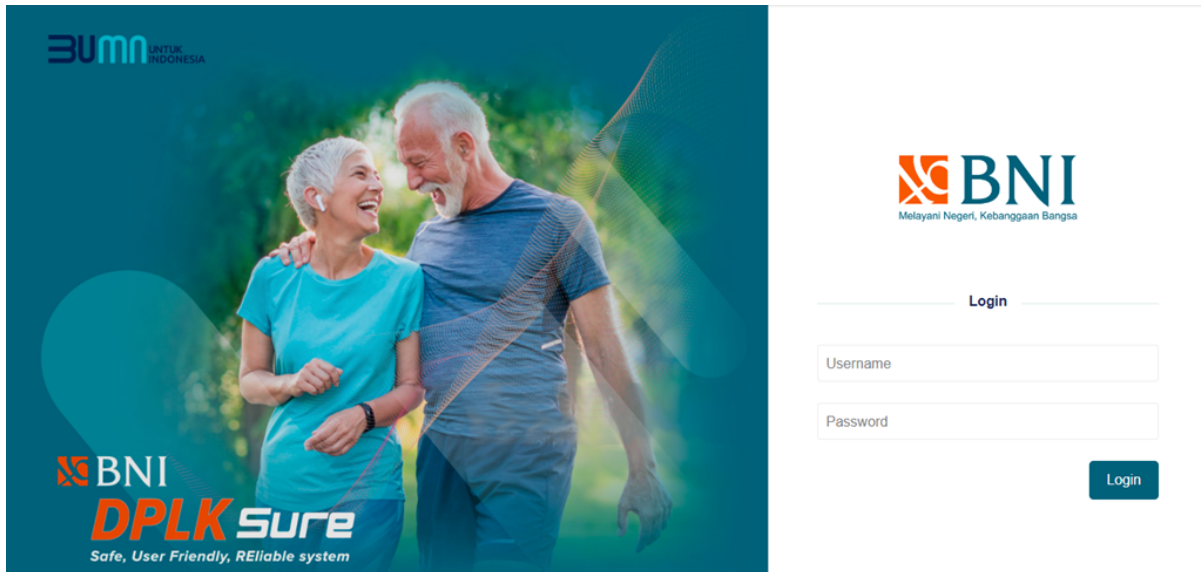 BUMN UNTUK
INDONESIA
BNI
DPLK Sure
Safe, User Friendly, REliable system
BNI
Melayani Negeri, Kebanggaan Bangsa
Login
Username
Password
Login